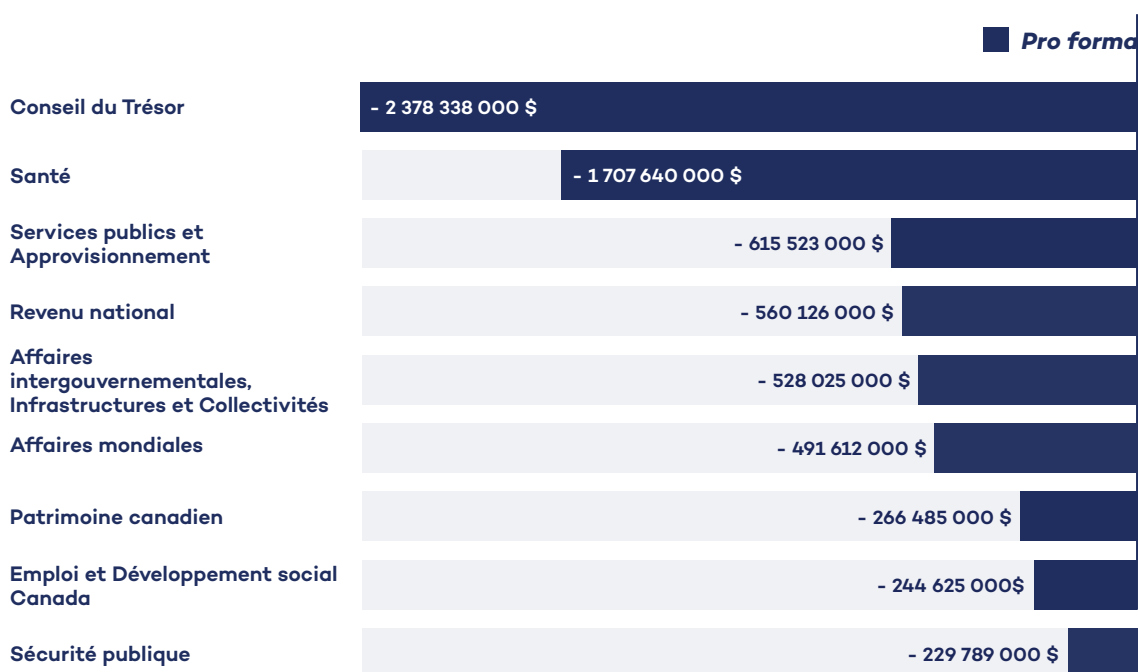 Pro forma
Conseil du Trésor
- 2 378 338 000 $
Santé
- 1 707 640 000 $
Services publics et
Approvisionnement
- 615 523 000 $
Revenu national
- 560 126 000 $
Affaires
intergouvernementales,
Infrastructures et Collectivités
- 528 025 000 $
Affaires mondiales
- 491 612 000 $
Patrimoine canadien
- 266 485 000 $
Emploi et Développement social
Canada
- 244 625 000$
Sécurité publique
- 229 789 000 $